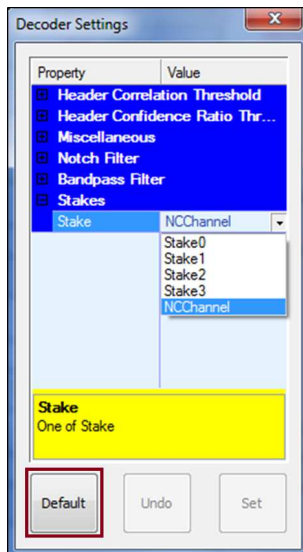 Decoder Settings
Property Value
Header Correlation Threshold
Header Confidence Ratio Thr...
Miscellaneous
Notch Filter
Bandpass Filter
Stakes
Stake NCChannel
Stake0
Stake1
Stake2
Stake3
NCChannel
Stake
One of Stake
Default Undo Set